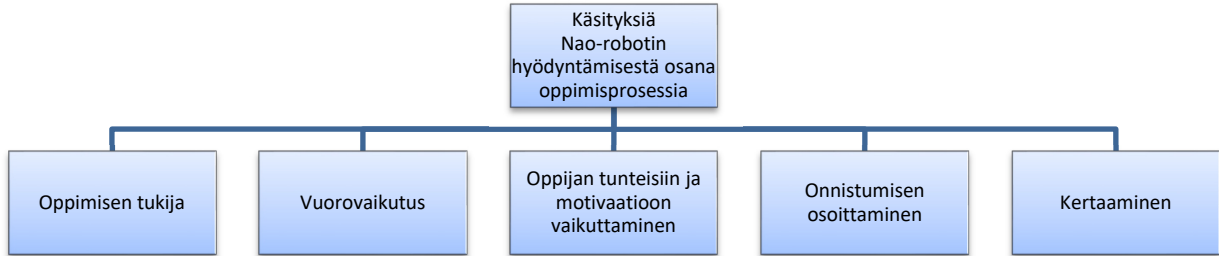 Käsityksiä
Nao-robotin
hyödyntämisestä osana
oppimisprosessia
Oppimisen tukija
Vuorovaikutus
Oppijan tunteisiin ja
motivaatioon
vaikuttaminen
Onnistumisen
osoittaminen
Kertaaminen